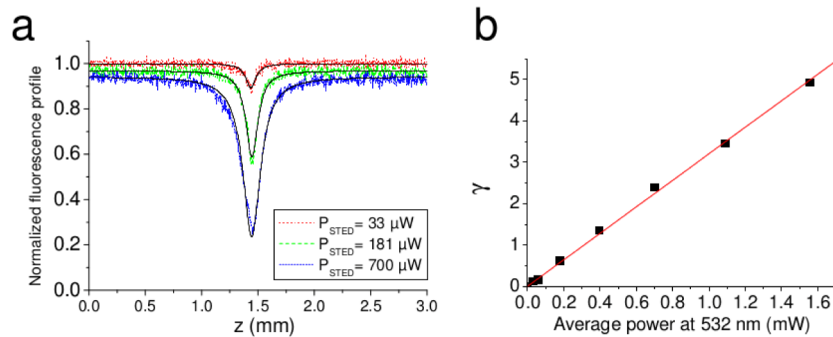 a
Normalized fluorescence profile
1.0
0.8
0.6
0.4
0.2
0.0
0.0 0.5 1.0 1.5 2.0 2.5 3.0
z (mm)
P_STED= 33 µW
P_STED= 181 µW
P_STED= 700 µW
b
γ
5
4
3
2
1
0
0.0 0.2 0.4 0.6 0.8 1.0 1.2 1.4 1.6
Average power at 532 nm (mW)